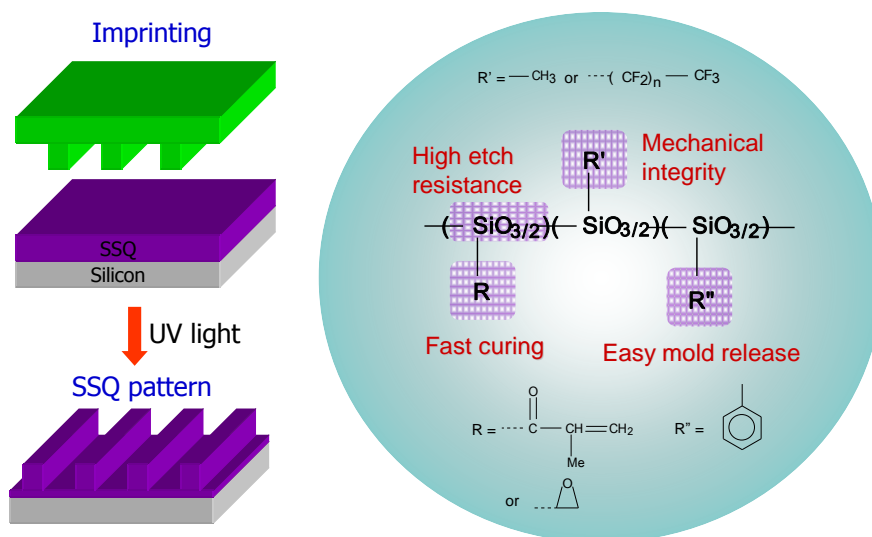 Imprinting
SSQ
Silicon
UV light
SSQ pattern
R' = —CH3 or ---( CF2)n — CF3
High etch
resistance
R'
Mechanical
integrity
—( SiO3/2)( SiO3/2)( SiO3/2)—
R
R"
Fast curing
Easy mold release
O
R = ---- C — CH = CH2
Me
R" =
or
O